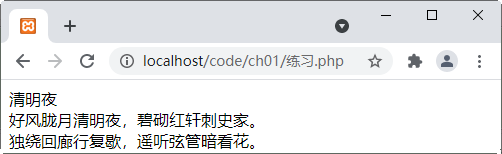 localhost/code/ch01/练习.php
清明夜
好风胧月清明夜，碧砌红轩刺史家。
独绕回廊行复歇，遥听弦管暗看花。